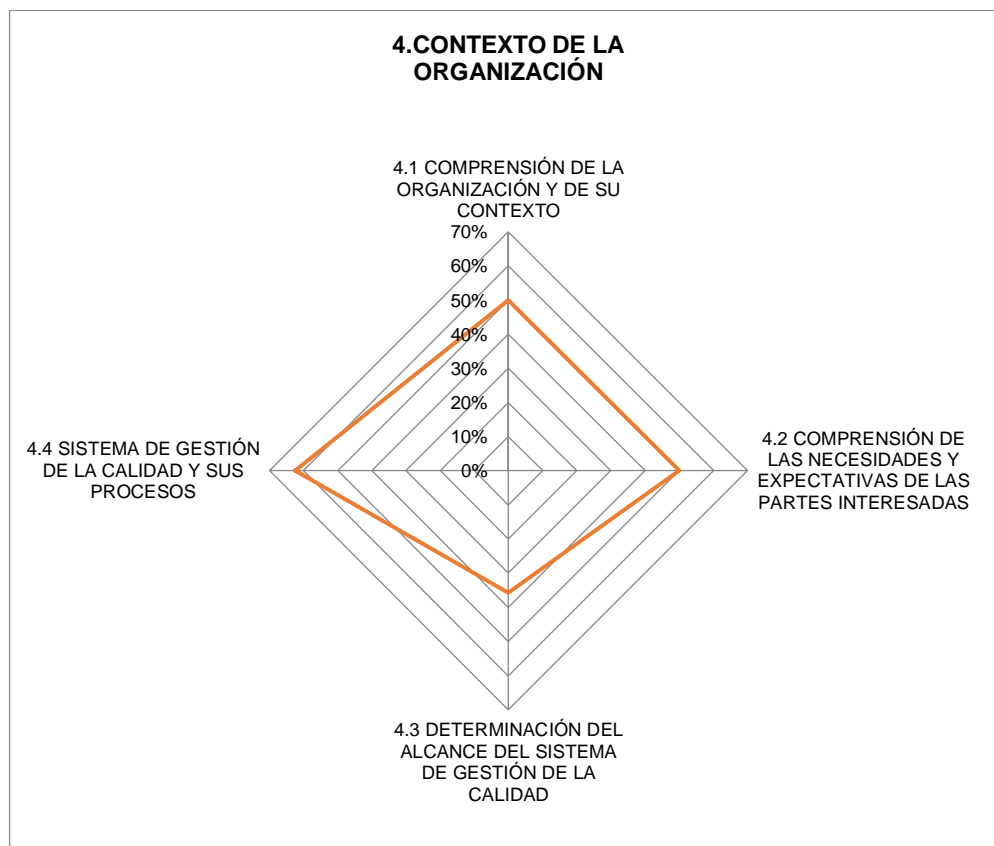 4.CONTEXTO DE LA
ORGANIZACIÓN
4.1 COMPRENSIÓN DE LA
ORGANIZACIÓN Y DE SU
CONTEXTO
70%
60%
50%
40%
30%
20%
10%
0%
4.2 COMPRENSIÓN DE
LAS NECESIDADES Y
EXPECTATIVAS DE LAS
PARTES INTERESADAS
4.3 DETERMINACIÓN DEL
ALCANCE DEL SISTEMA
DE GESTIÓN DE LA
CALIDAD
4.4 SISTEMA DE GESTIÓN
DE LA CALIDAD Y SUS
PROCESOS